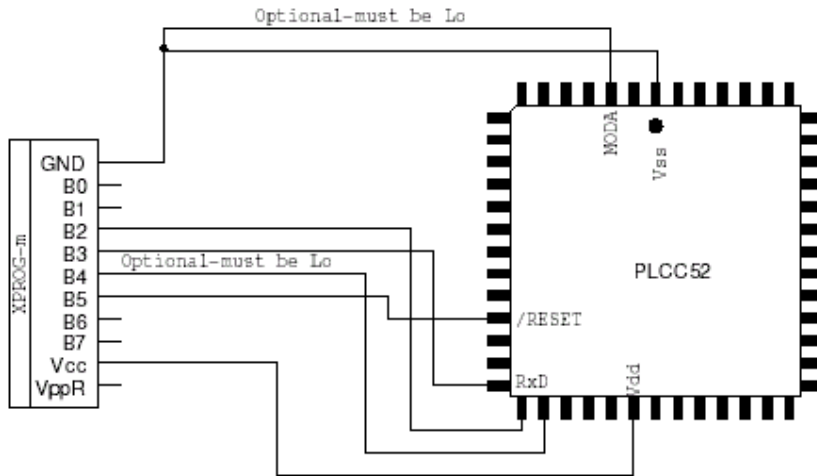 Optional-must be Lo
MODA
Vss
XPROG-m
GND
B0
B1
B2
B3
Optional-must be Lo
B4
B5
B6
B7
Vcc
VppR
PLCC52
/RESET
RxD
Vdd